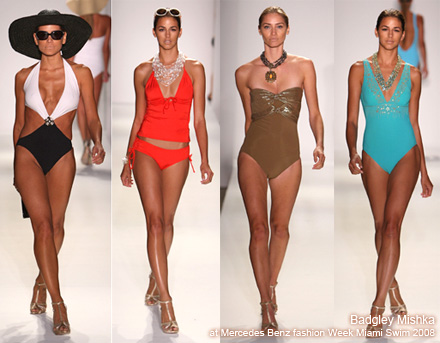 Badgley Mishka
at Mercedes Benz fashion Week Miami Swim 2008